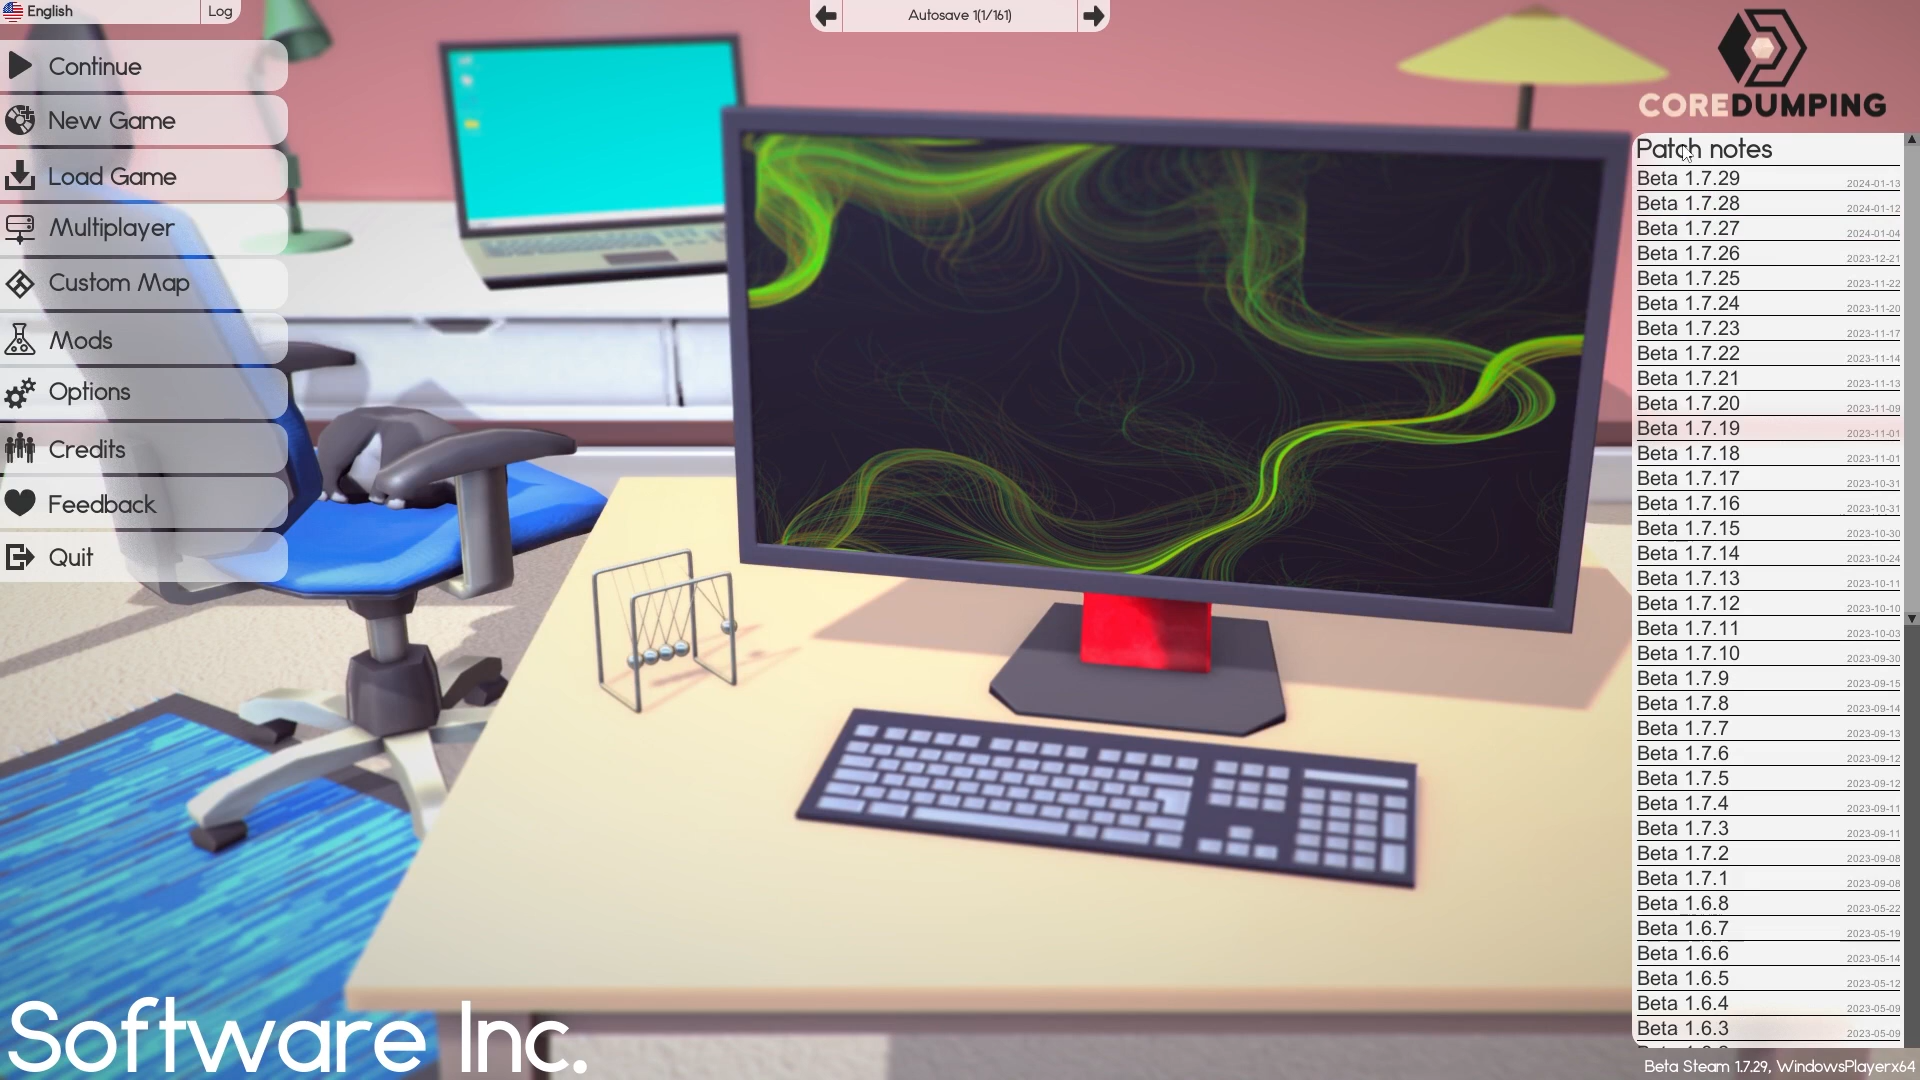 English
Log
Autosave 1(1/161)
Continue
New Game
Load Game
Multiplayer
Custom Map
Mods
Options
Credits
Feedback
Quit
COREDUMPING
Patch notes
Beta 1.7.29 2024-01-13
Beta 1.7.28 2024-01-12
Beta 1.7.27 2024-01-04
Beta 1.7.26 2023-12-21
Beta 1.7.25 2023-11-22
Beta 1.7.24 2023-11-20
Beta 1.7.23 2023-11-17
Beta 1.7.22 2023-11-14
Beta 1.7.21 2023-11-13
Beta 1.7.20 2023-11-09
Beta 1.7.19 2023-11-01
Beta 1.7.18 2023-11-01
Beta 1.7.17 2023-10-31
Beta 1.7.16 2023-10-31
Beta 1.7.15 2023-10-30
Beta 1.7.14 2023-10-24
Beta 1.7.13 2023-10-11
Beta 1.7.12 2023-10-10
Beta 1.7.11 2023-10-03
Beta 1.7.10 2023-09-30
Beta 1.7.9 2023-09-15
Beta 1.7.8 2023-09-14
Beta 1.7.7 2023-09-13
Beta 1.7.6 2023-09-12
Beta 1.7.5 2023-09-12
Beta 1.7.4 2023-09-11
Beta 1.7.3 2023-09-11
Beta 1.7.2 2023-09-08
Beta 1.7.1 2023-09-08
Beta 1.6.8 2023-05-22
Beta 1.6.7 2023-05-19
Beta 1.6.6 2023-05-14
Beta 1.6.5 2023-05-12
Beta 1.6.4 2023-05-09
Beta 1.6.3 2023-05-09
Software Inc.
Beta Steam 1.7.29, WindowsPlayerx64